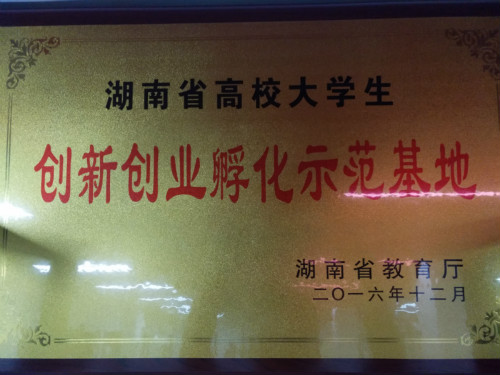 湖南省高校大学生
创新创业孵化示范基地
湖南省教育厅
二〇一六年十二月